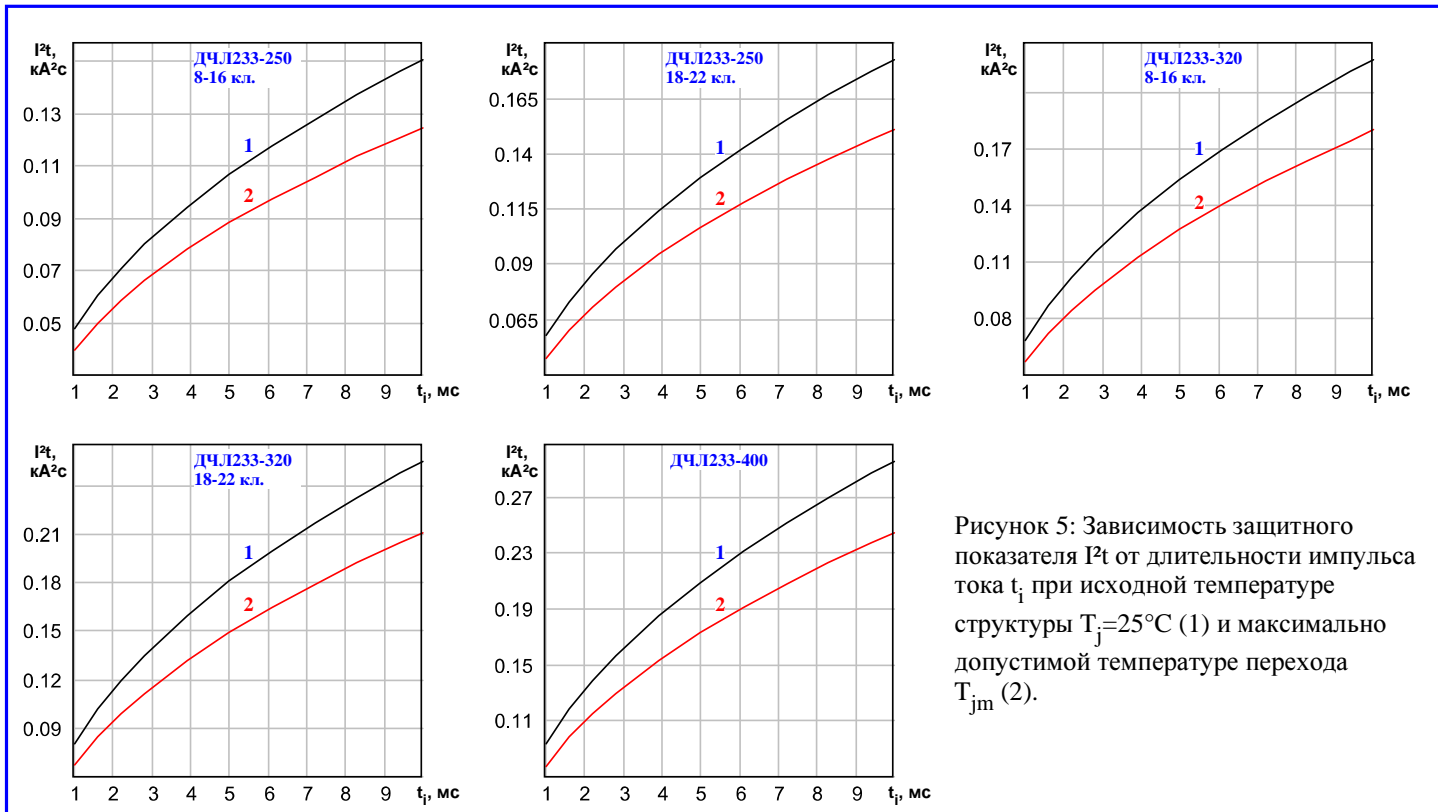 I²t,
кА²с
ДЧЛ233-250
8-16 кл.
0.13
0.11
0.09
0.07
0.05
1
2
1 2 3 4 5 6 7 8 9 t_i, мс
I²t,
кА²с
ДЧЛ233-250
18-22 кл.
0.165
0.14
0.115
0.09
0.065
1
2
1 2 3 4 5 6 7 8 9 t_i, мс
I²t,
кА²с
ДЧЛ233-320
8-16 кл.
0.17
0.14
0.11
0.08
1
2
1 2 3 4 5 6 7 8 9 t_i, мс
I²t,
кА²с
ДЧЛ233-320
18-22 кл.
0.21
0.18
0.15
0.12
0.09
1
2
1 2 3 4 5 6 7 8 9 t_i, мс
I²t,
кА²с
ДЧЛ233-400
0.27
0.23
0.19
0.15
0.11
1
2
1 2 3 4 5 6 7 8 9 t_i, мс
Рисунок 5: Зависимость защитного
показателя I²t от длительности импульса
тока t_i при исходной температуре
структуры T_j=25°C (1) и максимально
допустимой температуре перехода
T_jm (2).